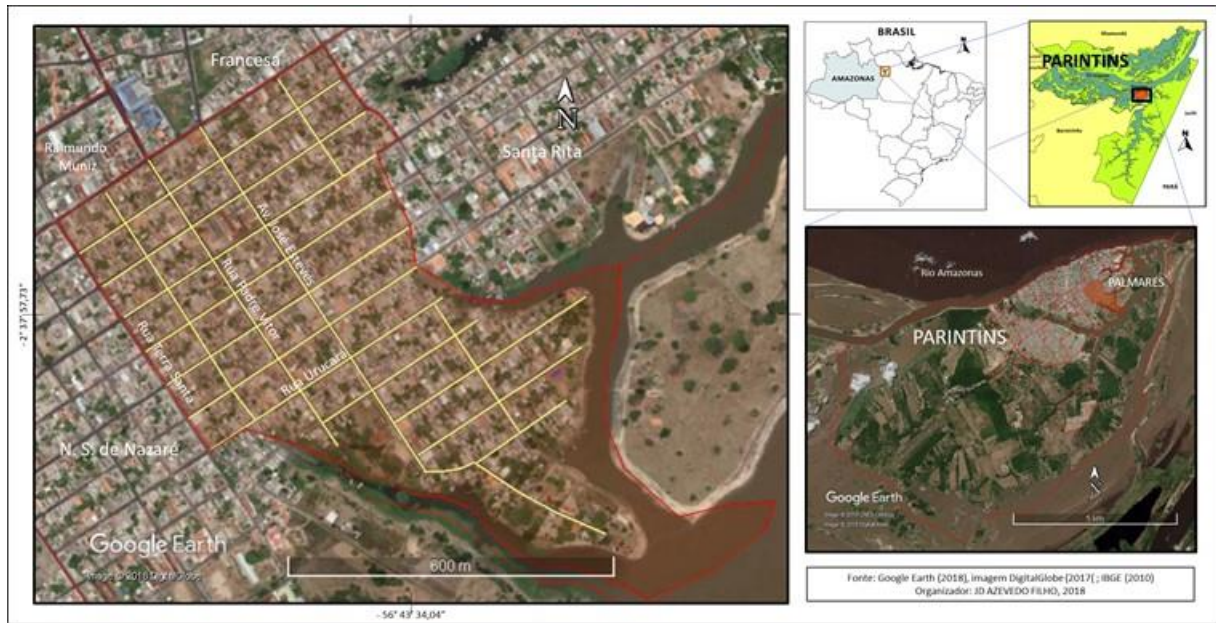 Francesa
Raimundo
Muniz
N
Santa Rita
Av. José Esteves
Rua Padre Vitor
Rua Terra Santa
Rua Urucará
N. S. de Nazaré
Google Earth
600 m
- 2° 37' 57,73"
- 56° 43' 34,04"
BRASIL
AMAZONAS
PARINTINS
N
PARÁ
Rio Amazonas
PALMARES
PARINTINS
Google Earth
N
5 km
Fonte: Google Earth (2018), imagem DigitalGlobe (2017( ; IBGE (2010)
Organizador: JD AZEVEDO FILHO, 2018